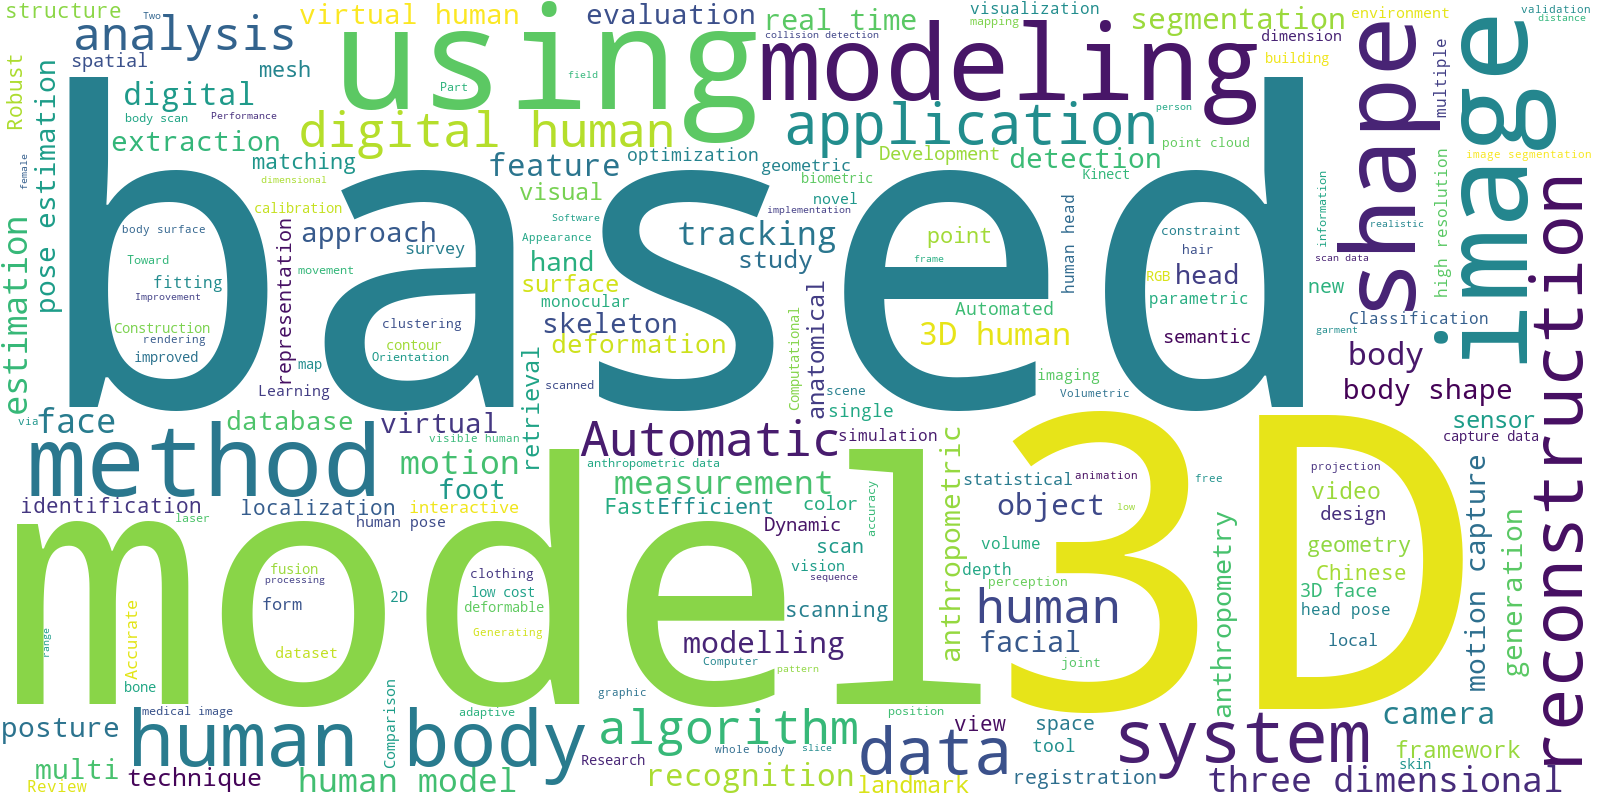 structure
Two
virtual human
using
evaluation
real time
visualization
mapping
segmentation
environment
validation
distance
analysis
spatial
mesh
field
Part
collision detection
modeling
dimension
building
shape
multiple
image
Robust
pose estimation
digital
body scan
Performance
extraction
digital human
application
person
point cloud
matching
feature
optimization
geometric
Development
detection
Kinect
image segmentation
female
dimensional
visual
biometric
novel
calibration
based
Software
implementation
body surface
approach
survey
Appearance
tracking
study
point
frame
human head
constraint
hair
information
realistic
high resolution
scan data
reconstruction
estimation
Toward
fitting
Improvement
representation
movement
hand
surface
monocular
RGB
head
parametric
new
Construction
rendering
improved
clustering
contour
Orientation
map
Learning
skeleton
deformation
Automated
3D human
semantic
anatomical
Computational
Classification
garment
body
body shape
imaging
Volumetric
scanned
scene
single
retrieval
via
face
database
virtual
visible human
method
Automatic
simulation
sensor
capture data
motion
foot
anthropometric data
measurement
anthropometric
statistical
animation
free
projection
identification
laser
localization
interactive
human pose
FastEfficient
color
accuracy
Dynamic
object
low
video
design
model
3D
scan
vision
sequence
volume
depth
perception
geometry
Chinese
3D face
head pose
local
motion capture
generation
anthropometry
fusion
processing
form
2D
clothing
low cost
deformable
Generating
scanning
human
facial
joint
range
Accurate
dataset
bone
modelling
Computer
pattern
graphic
posture
medical image
human body
Comparison
adaptive
algorithm
position
data
view
space
tool
system
camera
framework
skin
multi
Review
technique
human model
Research
whole body
slice
recognition
landmark
registration
three dimensional